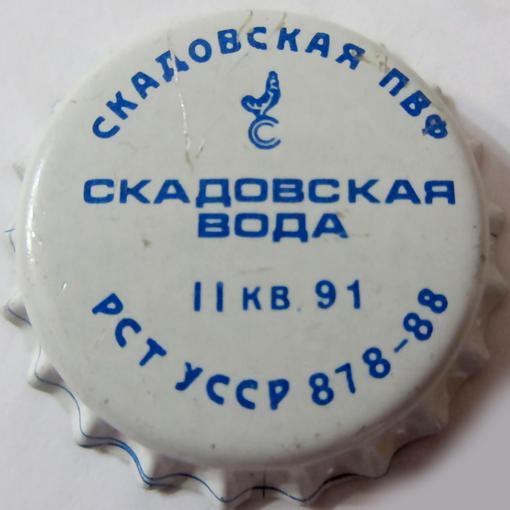 СКАДОВСКАЯ ПВФ
С
СКАДОВСКАЯ
ВОДА
II КВ. 91
РСТ УССР 878-88